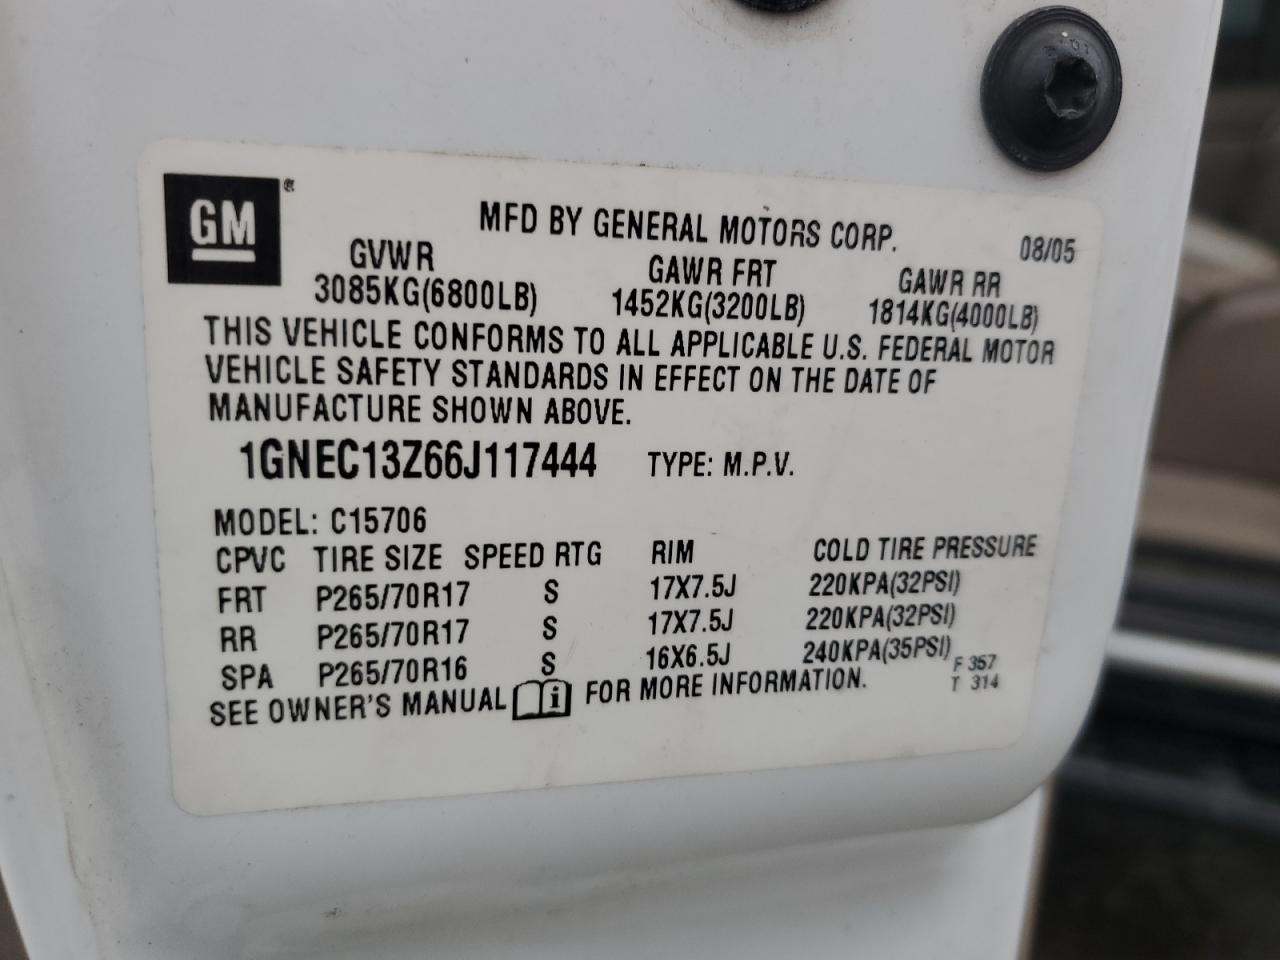 GM®
MFD BY GENERAL MOTORS CORP. 08/05
GVWR GAWR FRT GAWR RR
3085KG(6800LB) 1452KG(3200LB) 1814KG(4000LB)
THIS VEHICLE CONFORMS TO ALL APPLICABLE U.S. FEDERAL MOTOR
VEHICLE SAFETY STANDARDS IN EFFECT ON THE DATE OF
MANUFACTURE SHOWN ABOVE.
1GNEC13Z66J117444 TYPE: M.P.V.
MODEL: C15706
CPVC TIRE SIZE SPEED RTG RIM COLD TIRE PRESSURE
FRT P265/70R17 S 17X7.5J 220KPA(32PSI)
RR P265/70R17 S 17X7.5J 220KPA(32PSI)
SPA P265/70R16 S 16X6.5J 240KPA(35PSI)
F 357
T 314
SEE OWNER'S MANUAL i FOR MORE INFORMATION.